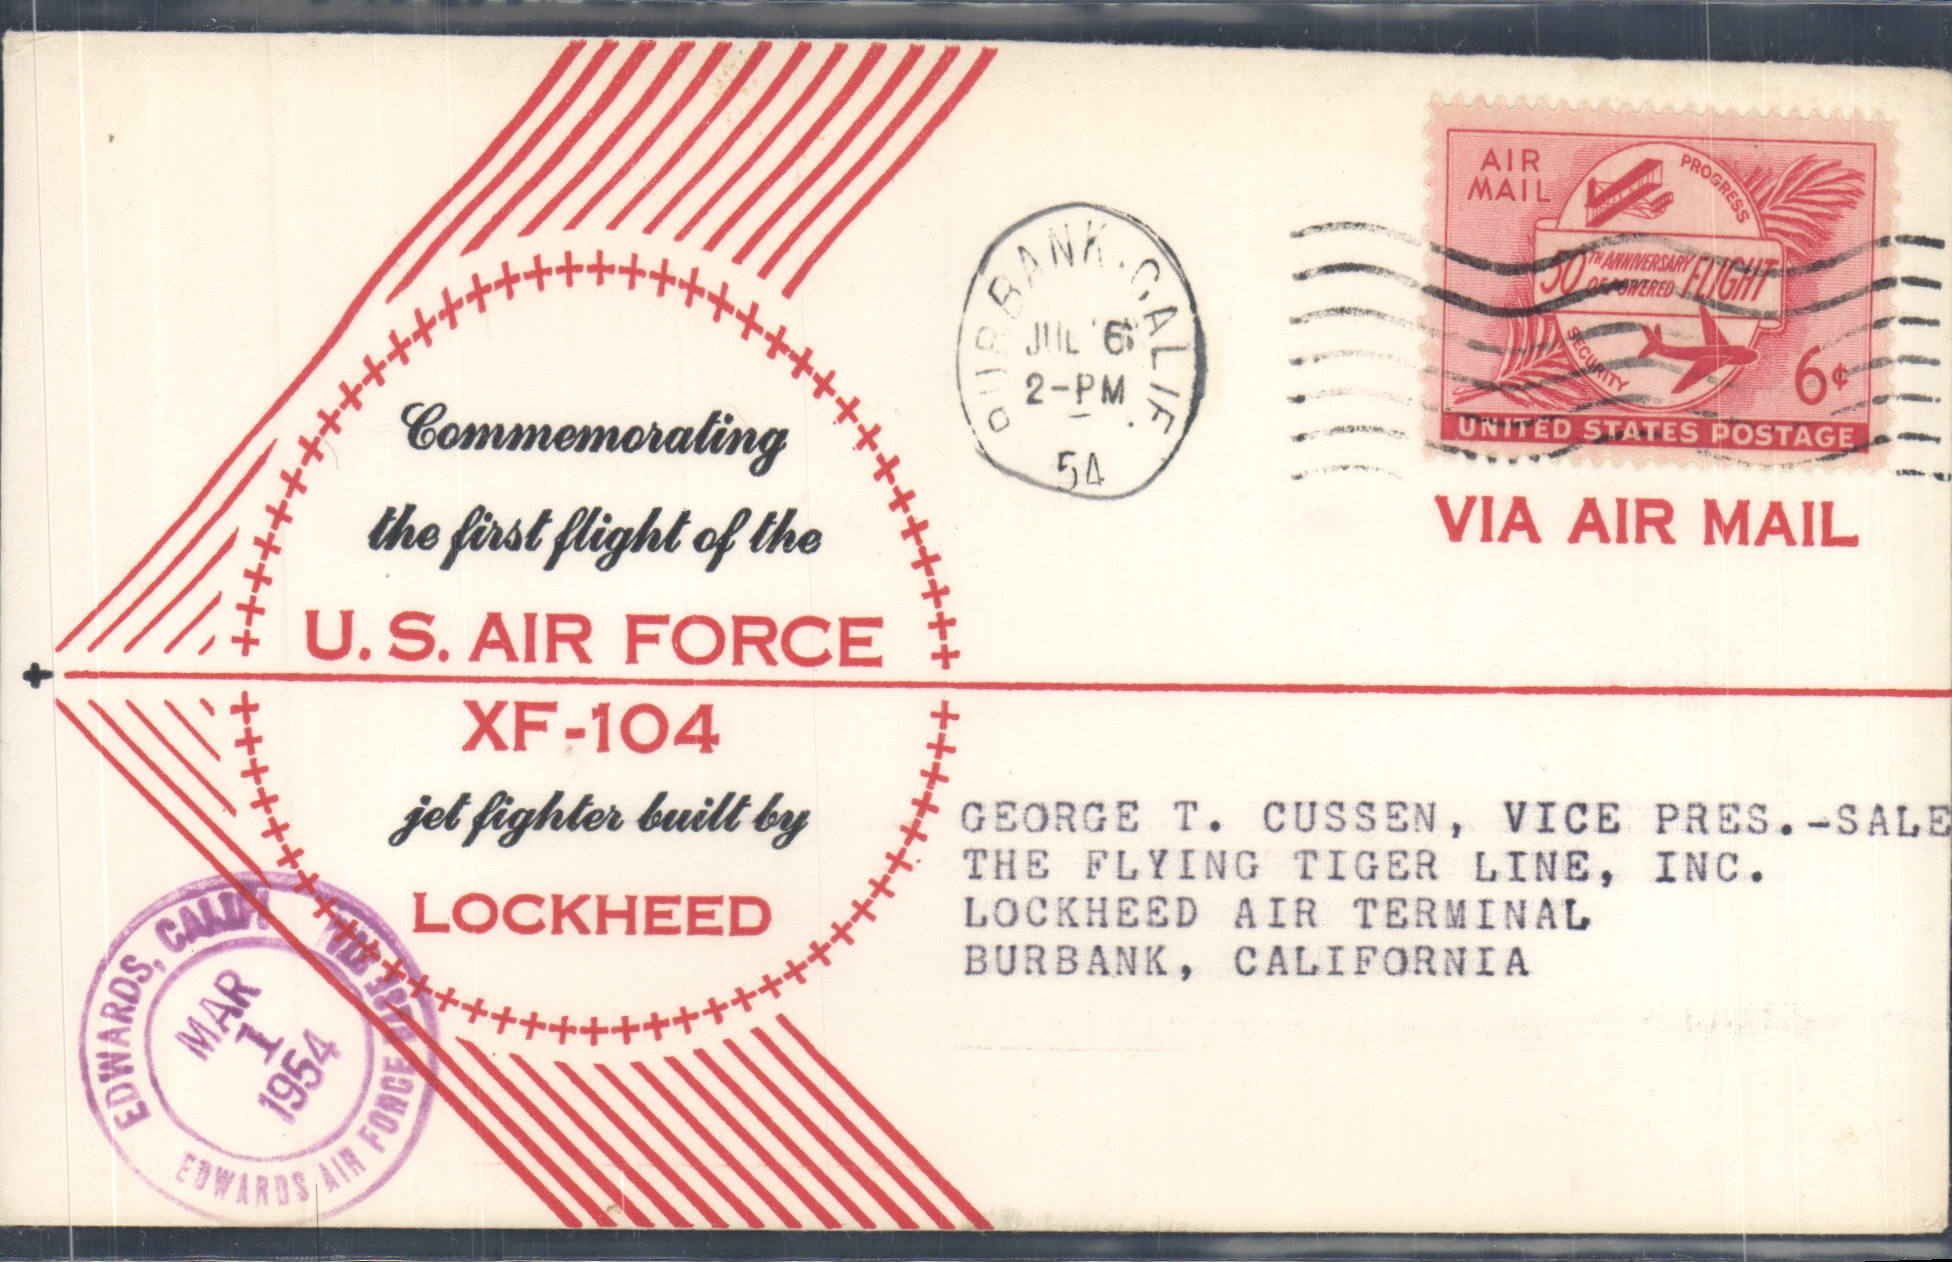 Commemorating
the first flight of the
U. S. AIR FORCE
XF-104
jet fighter built by
LOCKHEED
BURBANK. CALIF.
JUL 6
2-PM
54
AIR
MAIL
PROGRESS
50TH ANNIVERSARY
OF POWERED
FLIGHT
SECURITY
6¢
UNITED STATES POSTAGE
VIA AIR MAIL
GEORGE T. CUSSEN, VICE PRES.-SALE
THE FLYING TIGER LINE, INC.
LOCKHEED AIR TERMINAL
BURBANK, CALIFORNIA
EDWARDS, CALIF.
MAR
1
1954
EDWARDS AIR FORCE BASE